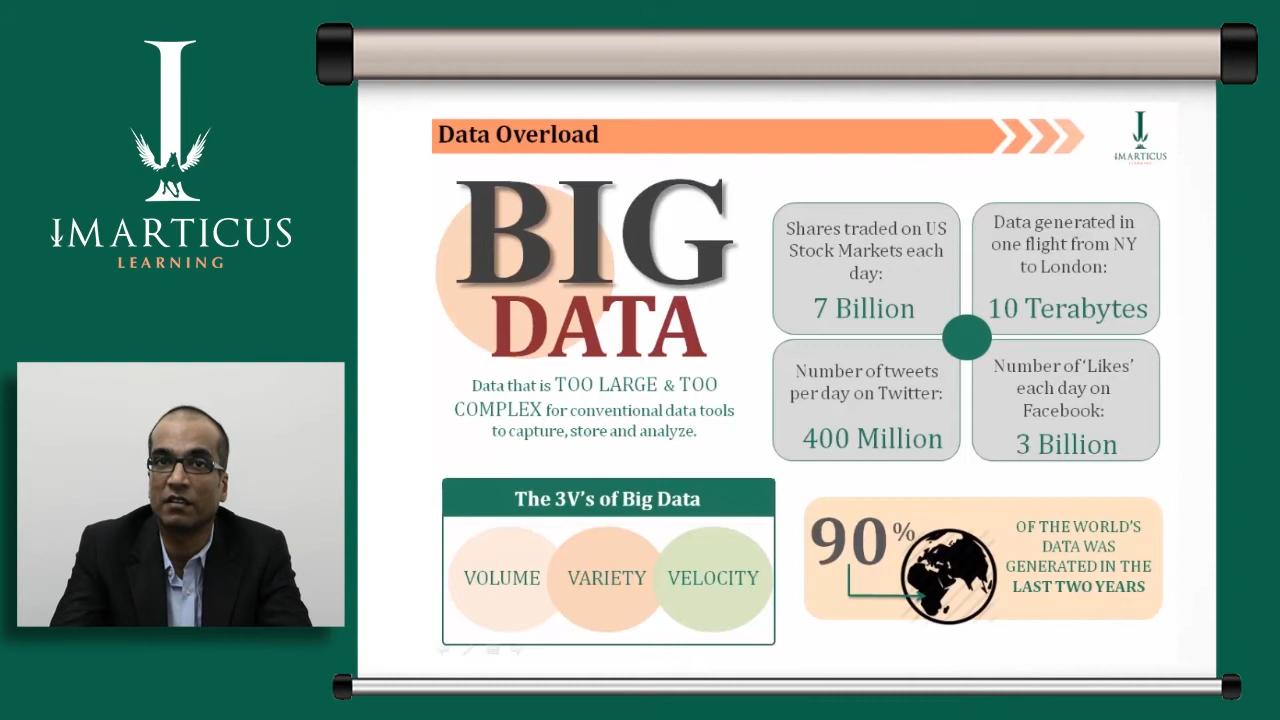 IMARTICUS
LEARNING
Data Overload
IMARTICUS
LEARNING
BIG
DATA
Data that is TOO LARGE & TOO
COMPLEX for conventional data tools
to capture, store and analyze.
Shares traded on US
Stock Markets each
day:
7 Billion
Data generated in
one flight from NY
to London:
10 Terabytes
Number of tweets
per day on Twitter:
400 Million
Number of ‘Likes’
each day on
Facebook:
3 Billion
The 3V’s of Big Data
VOLUME VARIETY VELOCITY
90%
OF THE WORLD’S
DATA WAS
GENERATED IN THE
LAST TWO YEARS